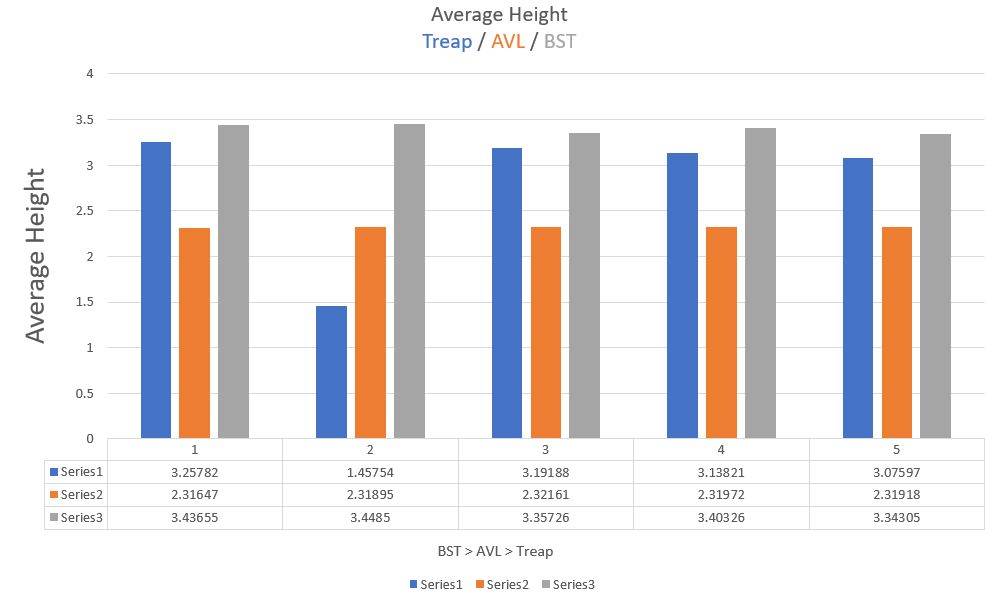 Average Height
Treap / AVL / BST
Average Height
4
3.5
3
2.5
2
1.5
1
0.5
0
1 2 3 4 5
Series1 3.25782 1.45754 3.19188 3.13821 3.07597
Series2 2.31647 2.31895 2.32161 2.31972 2.31918
Series3 3.43655 3.4485 3.35726 3.40326 3.34305
BST > AVL > Treap
Series1 Series2 Series3